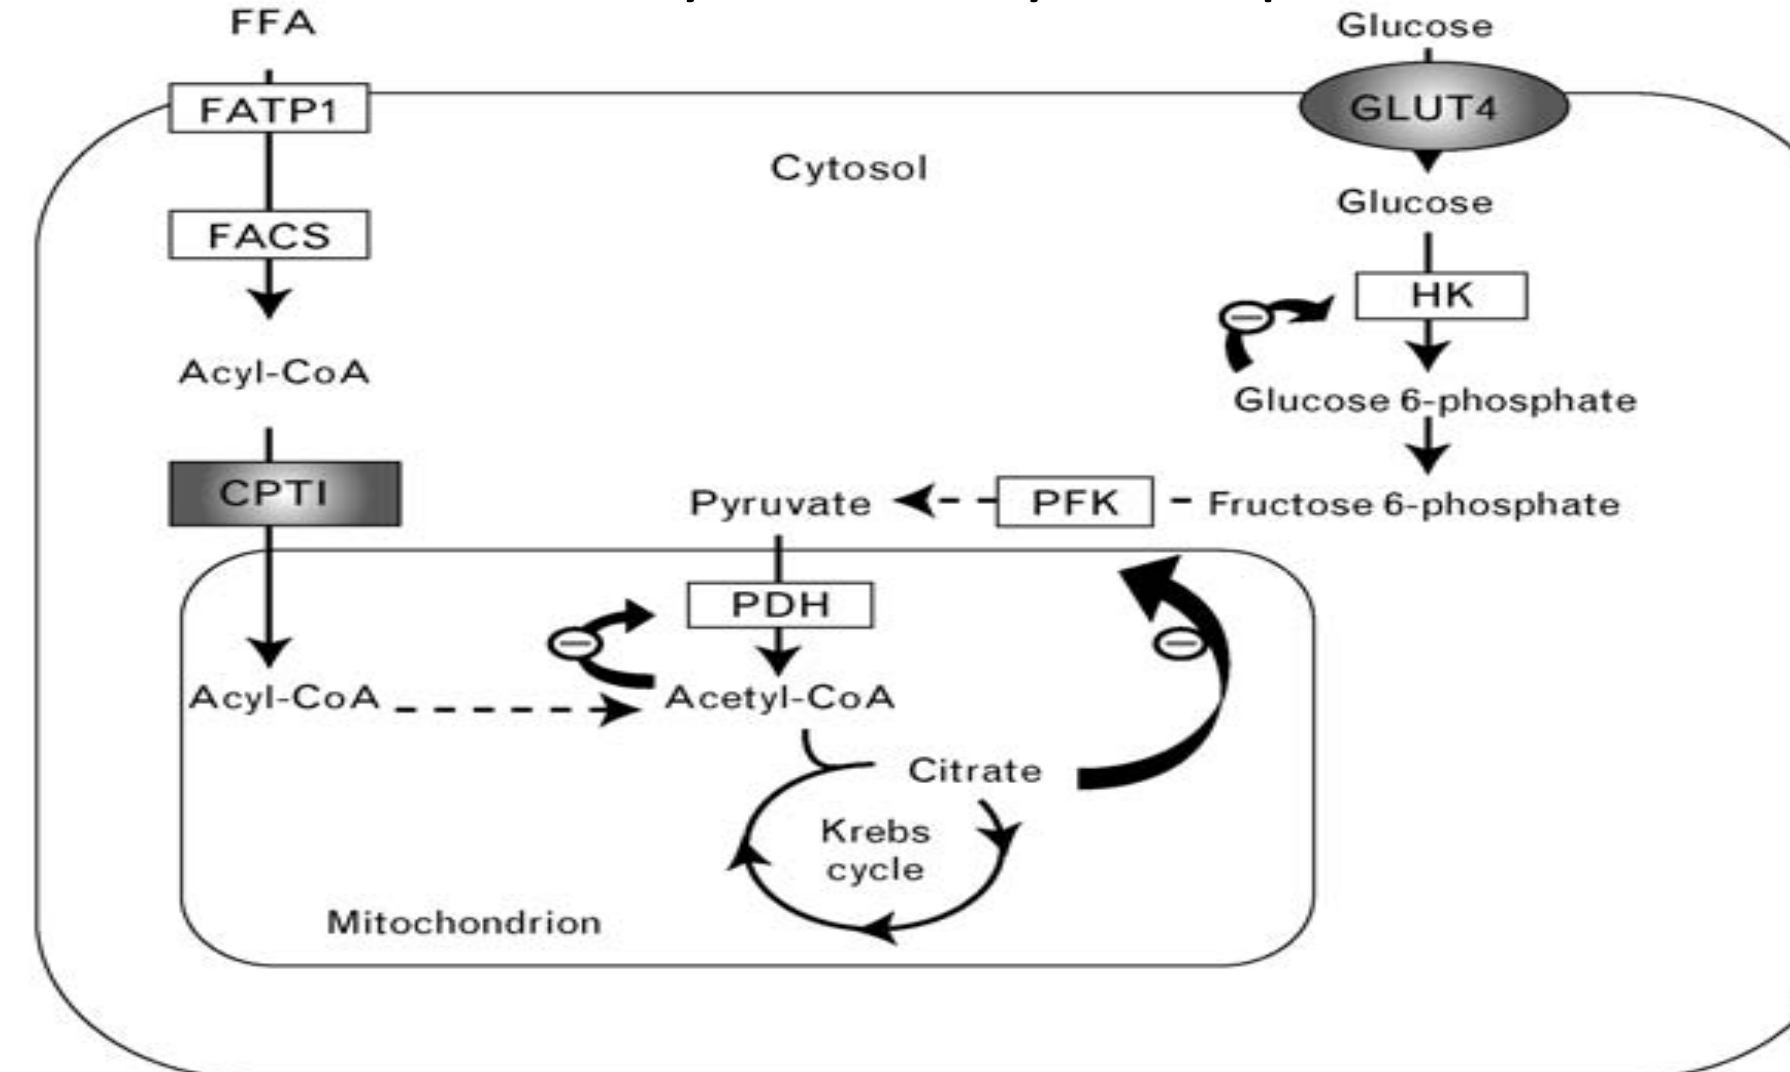 FFA
Glucose
FATP1
GLUT4
Cytosol
Glucose
FACS
HK
Acyl-CoA
Glucose 6-phosphate
CPTI
Pyruvate
PFK
Fructose 6-phosphate
PDH
Acyl-CoA
Acetyl-CoA
Citrate
Krebs
cycle
Mitochondrion